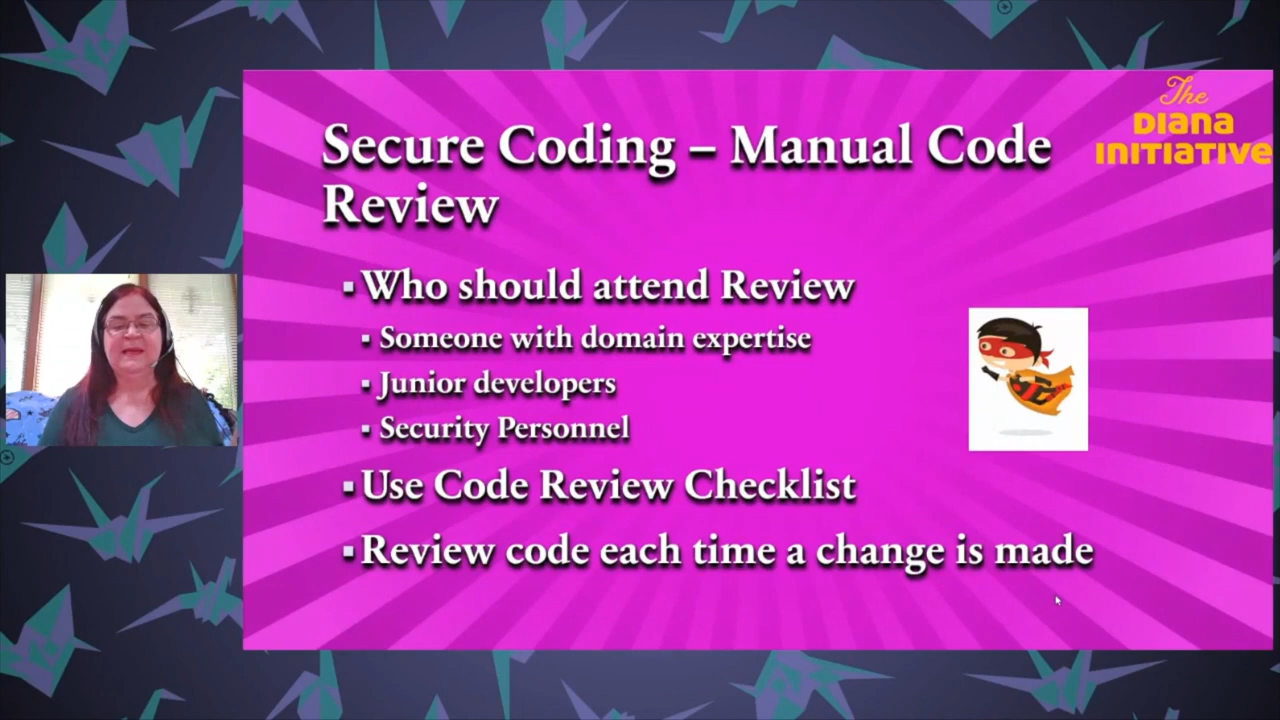 The
DIANA
INITIATIVE
Secure Coding – Manual Code
Review
▪Who should attend Review
▪ Someone with domain expertise
▪ Junior developers
▪ Security Personnel
▪Use Code Review Checklist
▪Review code each time a change is made